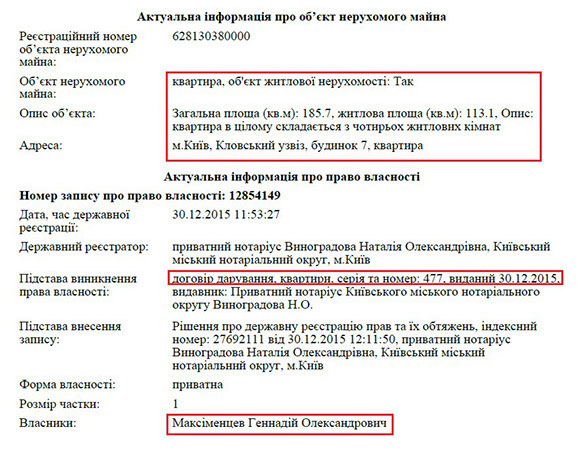 Актуальна інформація про об'єкт нерухомого майна
Реєстраційний номер 628130380000
об'єкта нерухомого
майна:
Об'єкт нерухомого квартира, об'єкт житлової нерухомості: Так
майна:
Опис об'єкта: Загальна площа (кв.м): 185.7, житлова площа (кв.м): 113.1, Опис:
квартира в цілому складається з чотирьох житлових кімнат
Адреса: м.Київ, Кловський узвіз, будинок 7, квартира
Актуальна інформація про право власності
Номер запису про право власності: 12854149
Дата, час державної 30.12.2015 11:53:27
реєстрації:
Державний реєстратор: приватний нотаріус Виноградова Наталія Олександрівна, Київський
міський нотаріальний округ, м.Київ
Підстава виникнення договір дарування, квартири, серія та номер: 477, виданий 30.12.2015,
права власності: видавник: Приватний нотаріус Київського міського нотаріального
округу Виноградова Н.О.
Підстава внесення Рішення про державну реєстрацію прав та їх обтяжень, індексний
запису: номер: 27692111 від 30.12.2015 12:11:50, приватний нотаріус
Виноградова Наталія Олександрівна, Київський міський
нотаріальний округ, м.Київ
Форма власності: приватна
Розмір частки: 1
Власники: Максіменцев Геннадій Олександрович